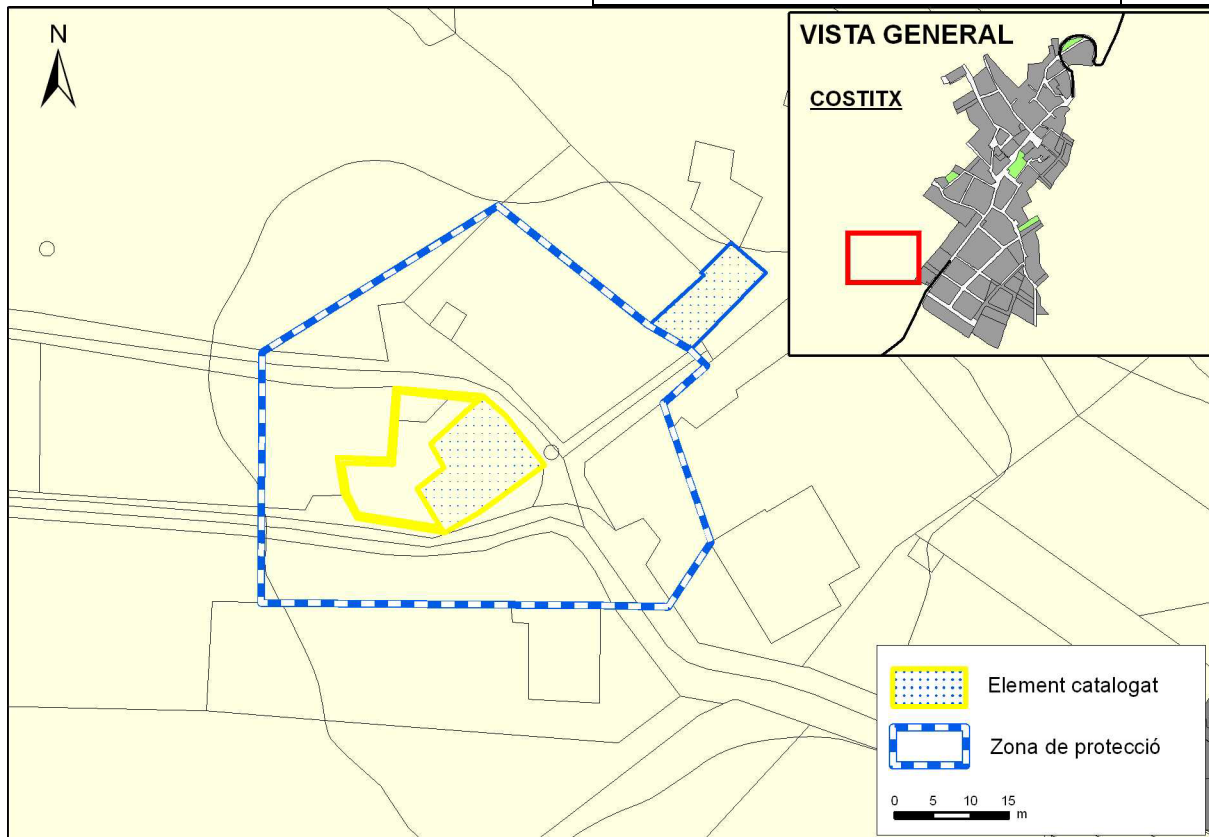 N
VISTA GENERAL
COSTITX
Element catalogat
Zona de protecció
0 5 10 15
m